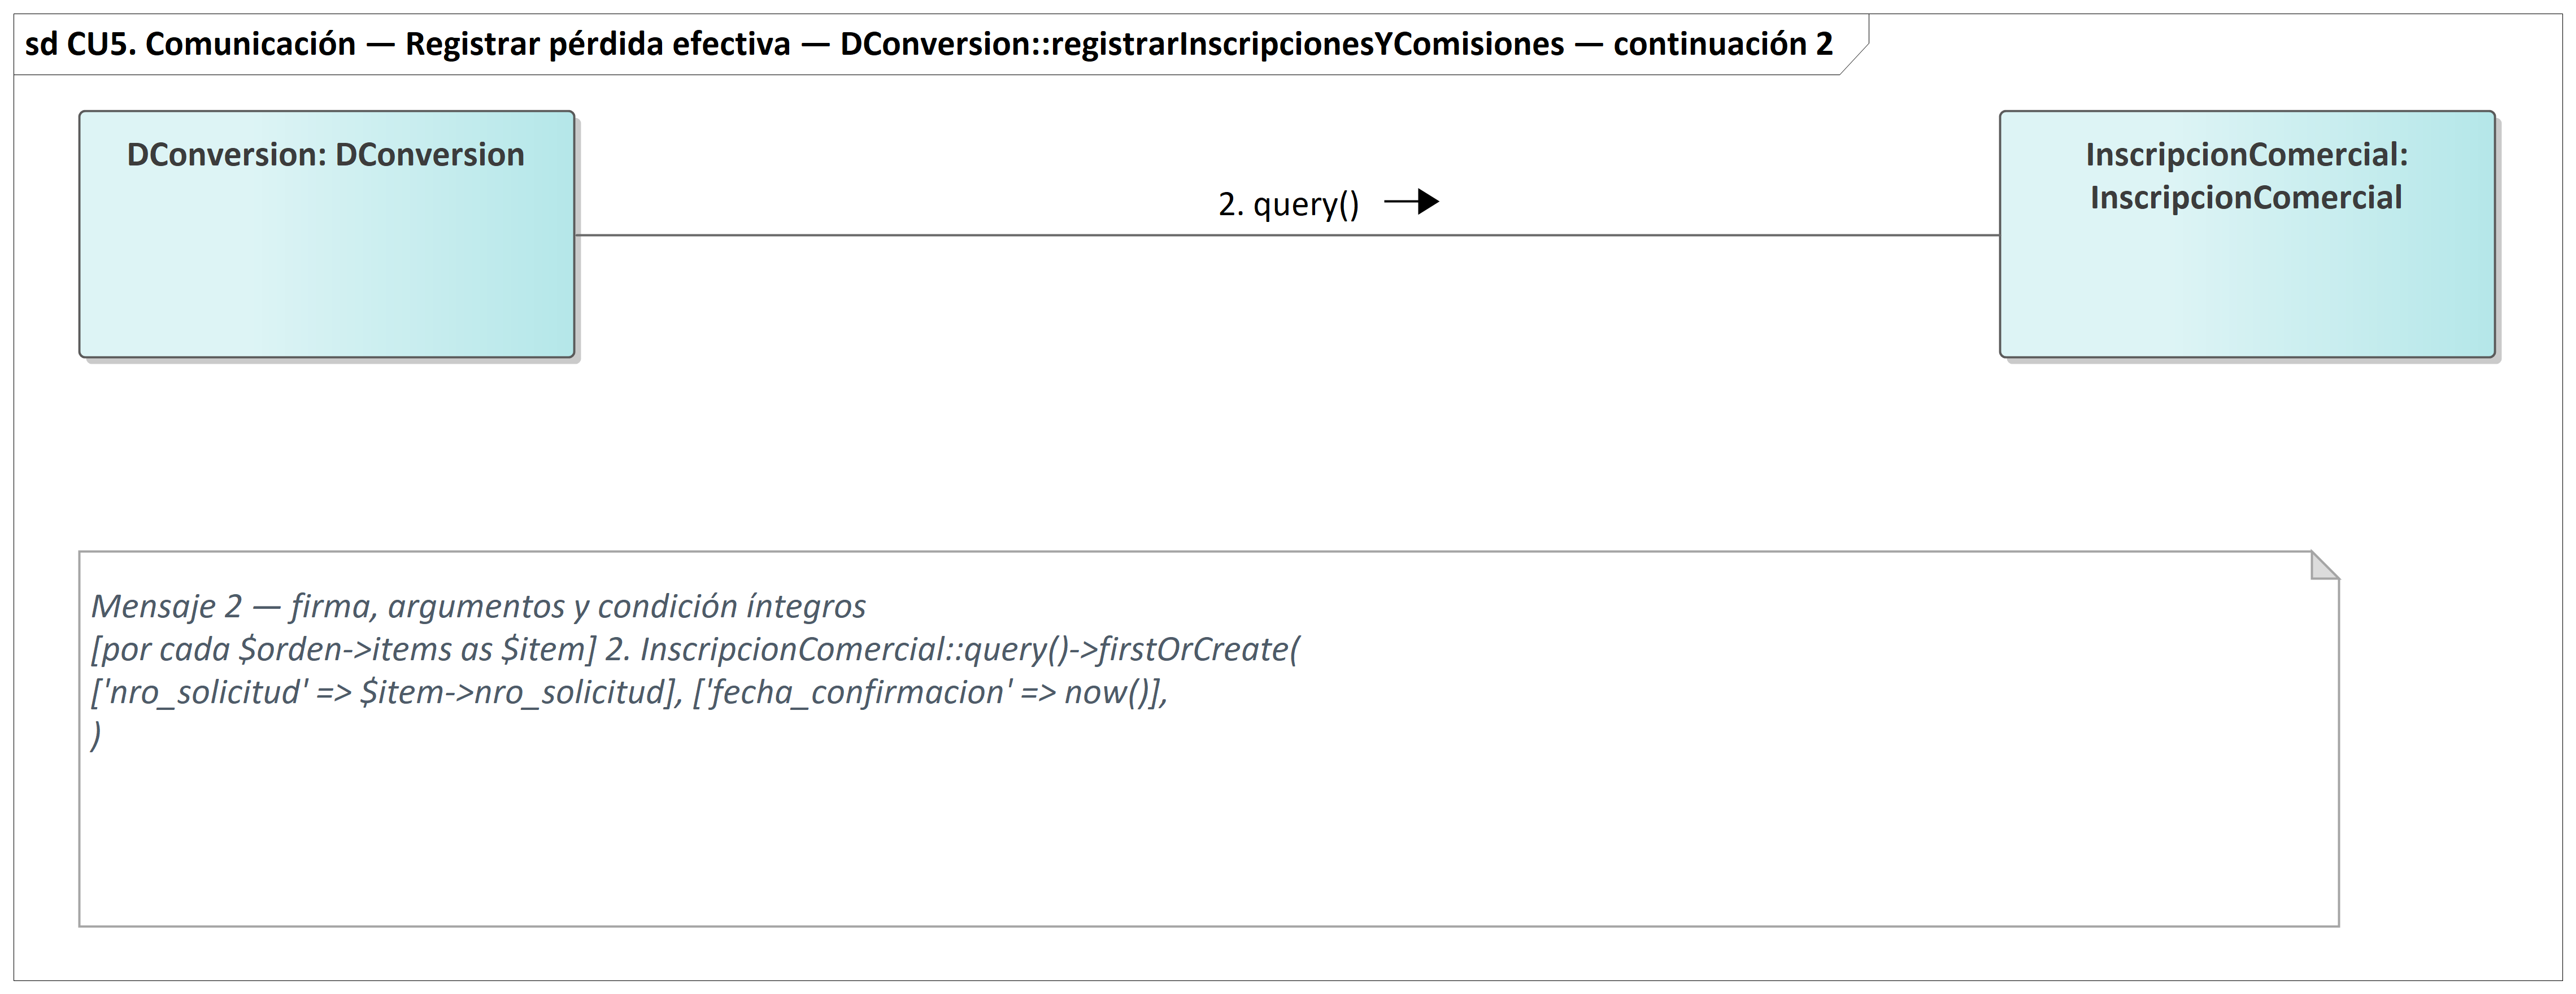 sd CU5. Comunicación — Registrar pérdida efectiva — DConversion::registrarInscripcionesYComisiones — continuación 2
DConversion: DConversion
InscripcionComercial:
InscripcionComercial
2. query()
Mensaje 2 — firma, argumentos y condición íntegros
[por cada $orden->items as $item] 2. InscripcionComercial::query()->firstOrCreate(
['nro_solicitud' => $item->nro_solicitud], ['fecha_confirmacion' => now()],
)